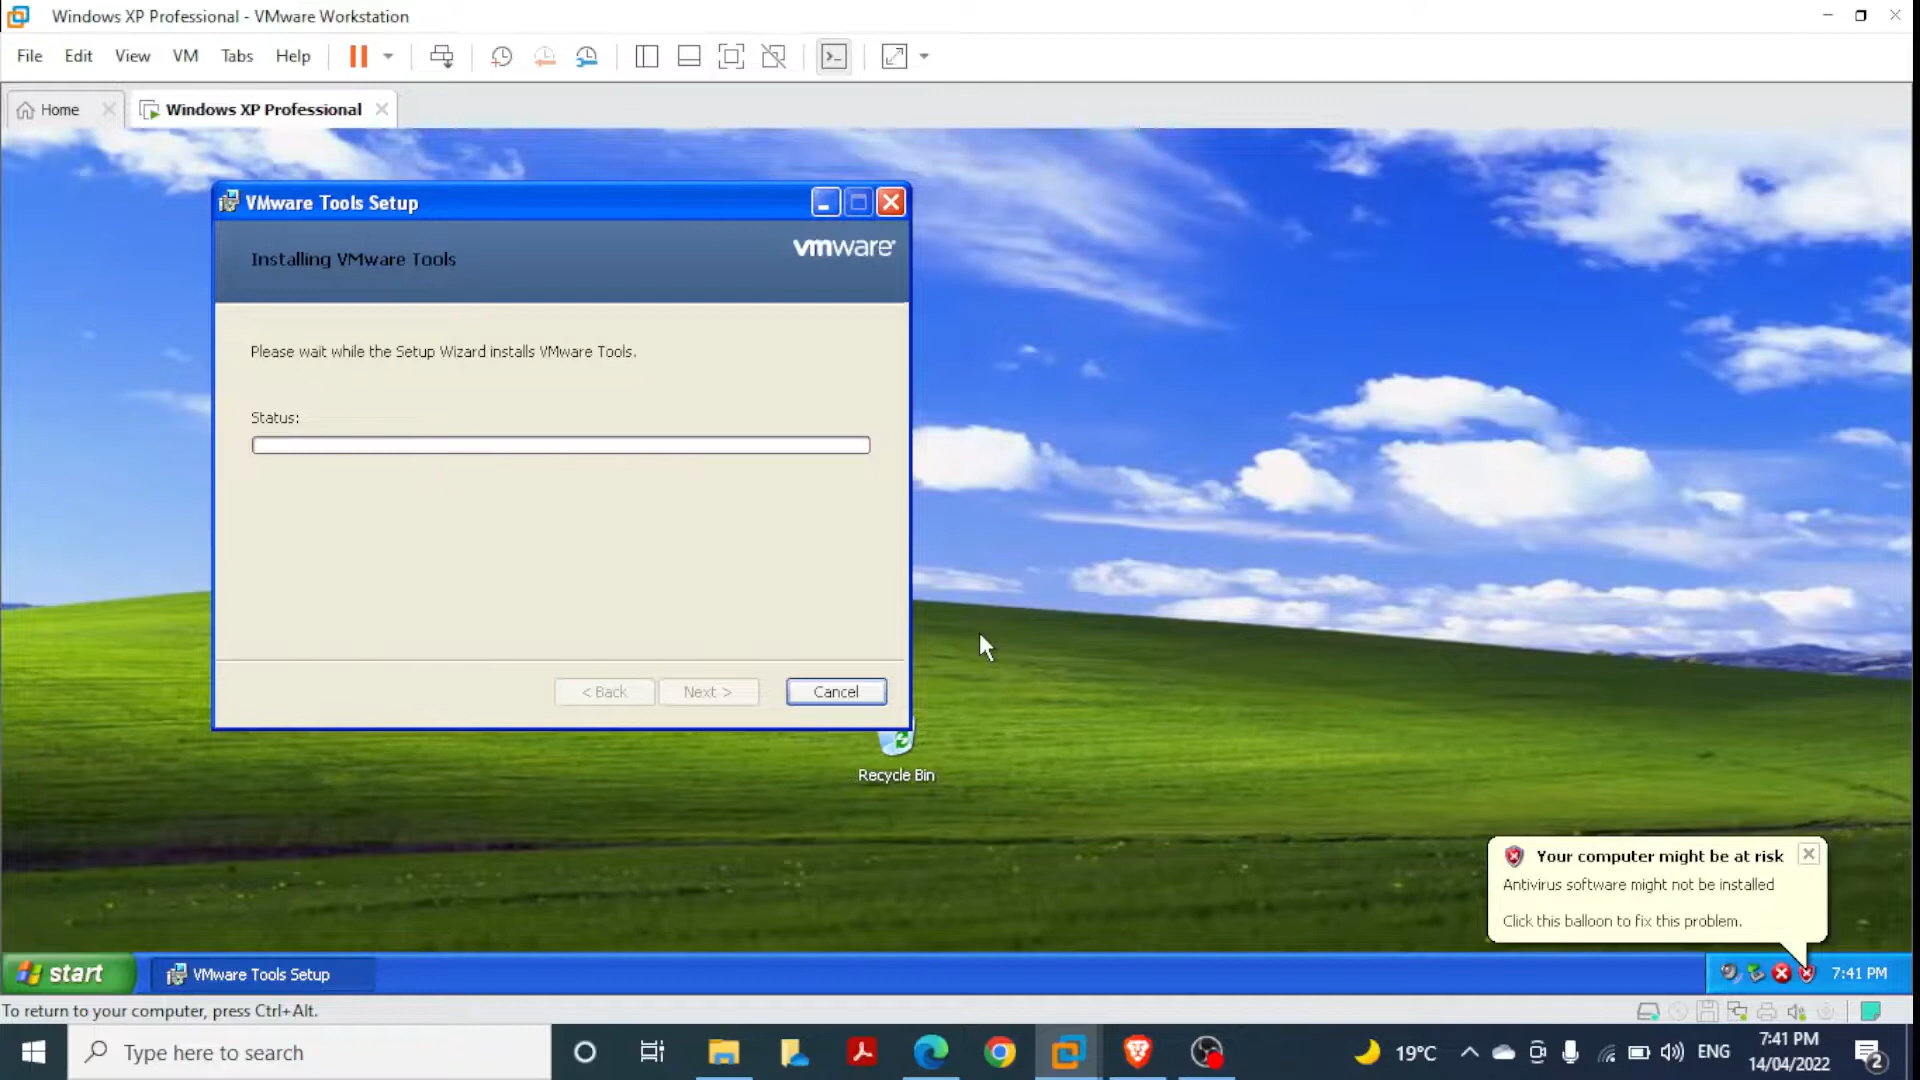 Windows XP Professional - VMware Workstation
File Edit View VM Tabs Help
Home
Windows XP Professional
VMware Tools Setup
Installing VMware Tools
vmware
Please wait while the Setup Wizard installs VMware Tools.
Status:
< Back Next > Cancel
Recycle Bin
Your computer might be at risk
Antivirus software might not be installed
Click this balloon to fix this problem.
start VMware Tools Setup 7:41 PM
To return to your computer, press Ctrl+Alt.
Type here to search
19°C
ENG
7:41 PM
14/04/2022
2